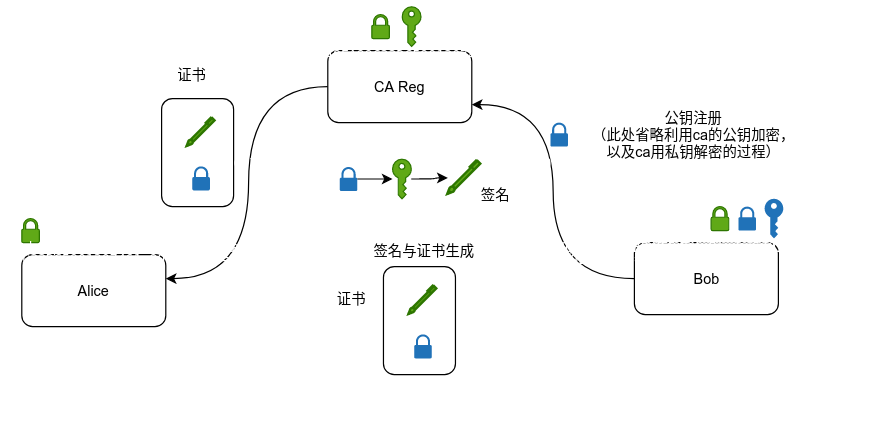 证书
CA Reg
公钥注册
（此处省略利用ca的公钥加密，
以及ca用私钥解密的过程）
签名
签名与证书生成
证书
Alice
Bob